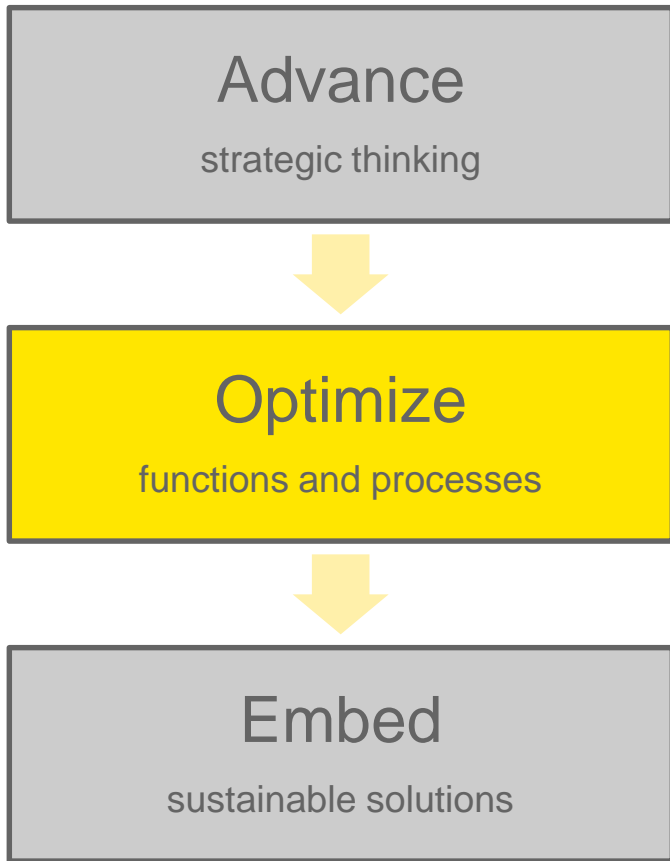 Advance
strategic thinking
Optimize
functions and processes
Embed
sustainable solutions